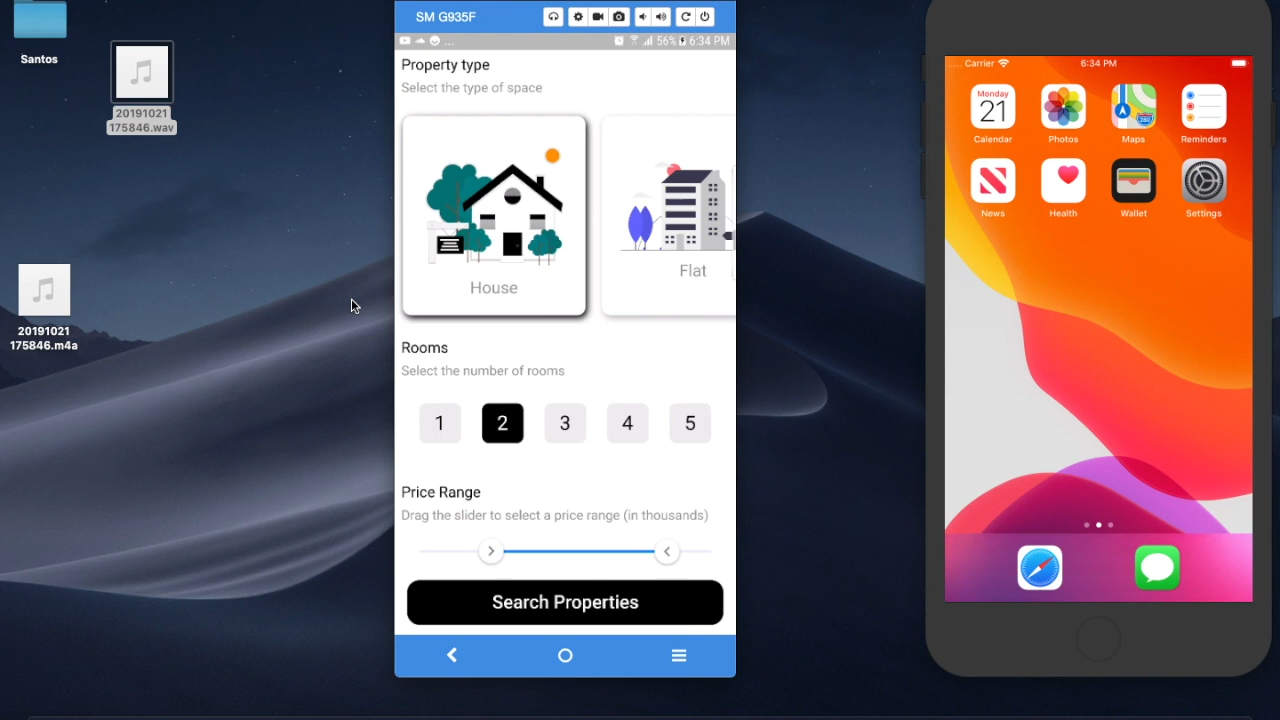 Santos
20191021
175846.wav
20191021
175846.m4a
SM G935F
... 56% 6:34 PM
Property type
Select the type of space
House
Flat
Rooms
Select the number of rooms
1 2 3 4 5
Price Range
Drag the slider to select a price range (in thousands)
Search Properties
Carrier 6:34 PM
Monday
21
280
Calendar Photos Maps Reminders
News Health Wallet Settings